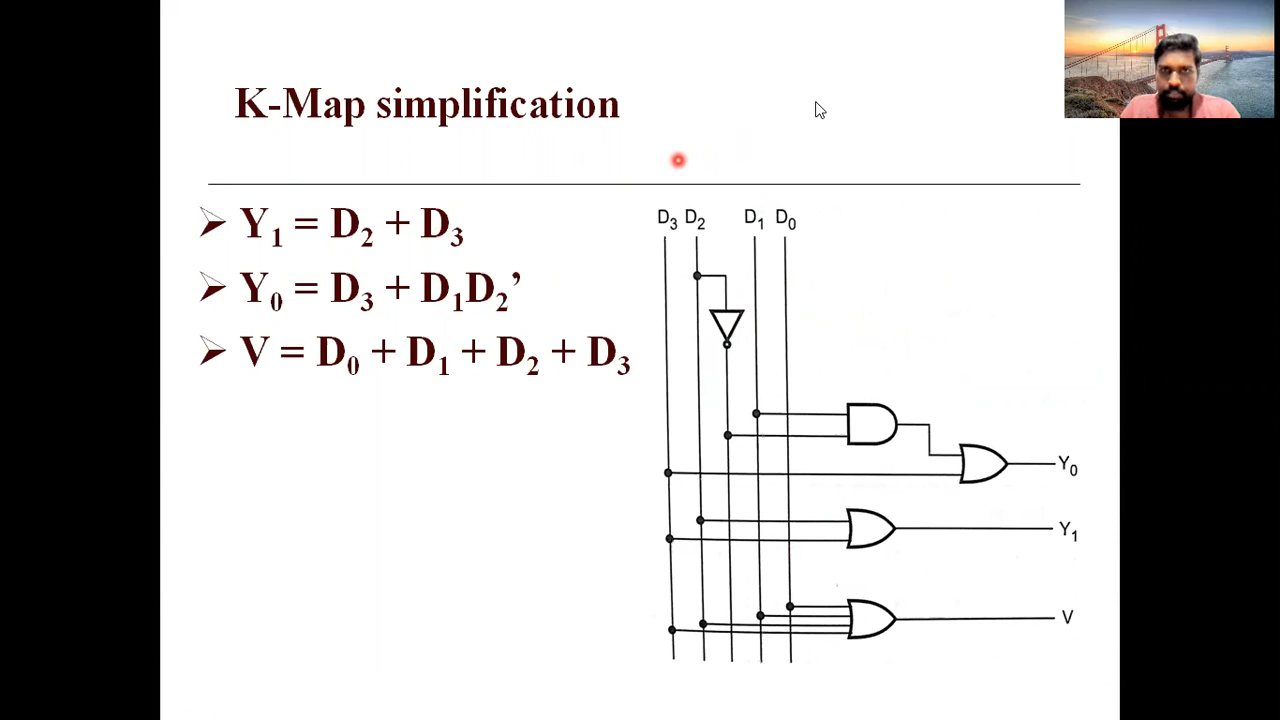 K-Map simplification
➢ Y₁ = D₂ + D₃
➢ Y₀ = D₃ + D₁D₂’
➢ V = D₀ + D₁ + D₂ + D₃
D₃ D₂ D₁ D₀
Y₀
Y₁
V